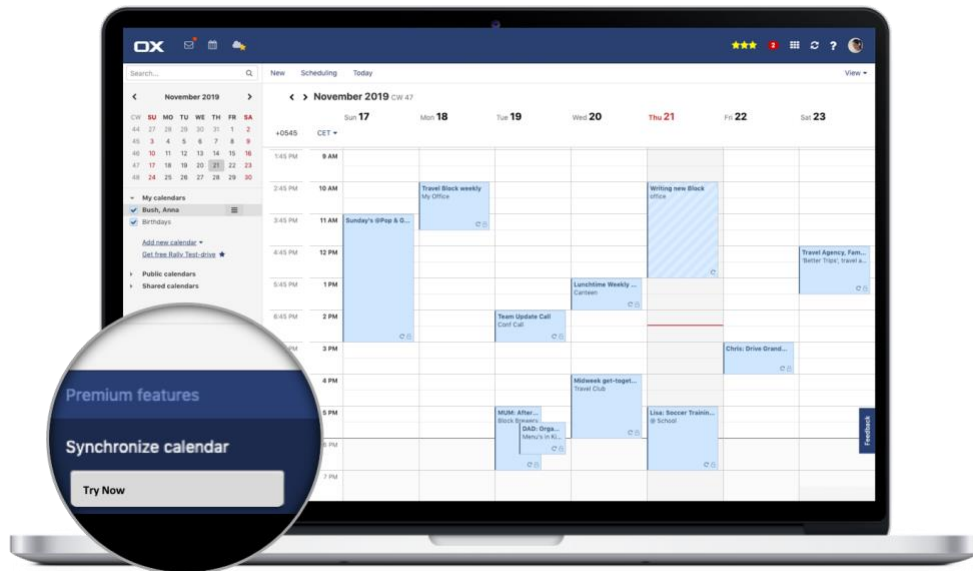 OX
3
?
Search...
New Scheduling Today
View
November 2019
CW SU MO TU WE TH FR SA
44 27 28 29 30 31 1 2
45 3 4 5 6 7 8 9
46 10 11 12 13 14 15 16
47 17 18 19 20 21 22 23
48 24 25 26 27 28 29 30
My calendars
Bush, Anna
Birthdays
Add new calendar
Get free Rally Test-drive
Public calendars
Shared calendars
November 2019 CW 47
Sun 17 Mon 18 Tue 19 Wed 20 Thu 21 Fri 22 Sat 23
+0545 CET
1:45 PM 9 AM
2:45 PM 10 AM
3:45 PM 11 AM
4:45 PM 12 PM
5:45 PM 1 PM
6:45 PM 2 PM
PM 3 PM
4 PM
5 PM
6 PM
7 PM
Sunday's @Pop & G...
Travel Block weekly
My Office
Team Update Call
Conf Call
MUM: After...
Block Brewery
DAD: Orga...
Menu's in Ki...
Lunchtime Weekly ...
Canteen
Midweek get-toget...
Travel Club
Writing new Block
office
Lisa: Soccer Trainin...
@ School
Chris: Drive Grand...
Travel Agency, Fam...
'Better Trips', travel a...
Feedback
Premium features
Synchronize calendar
Try Now